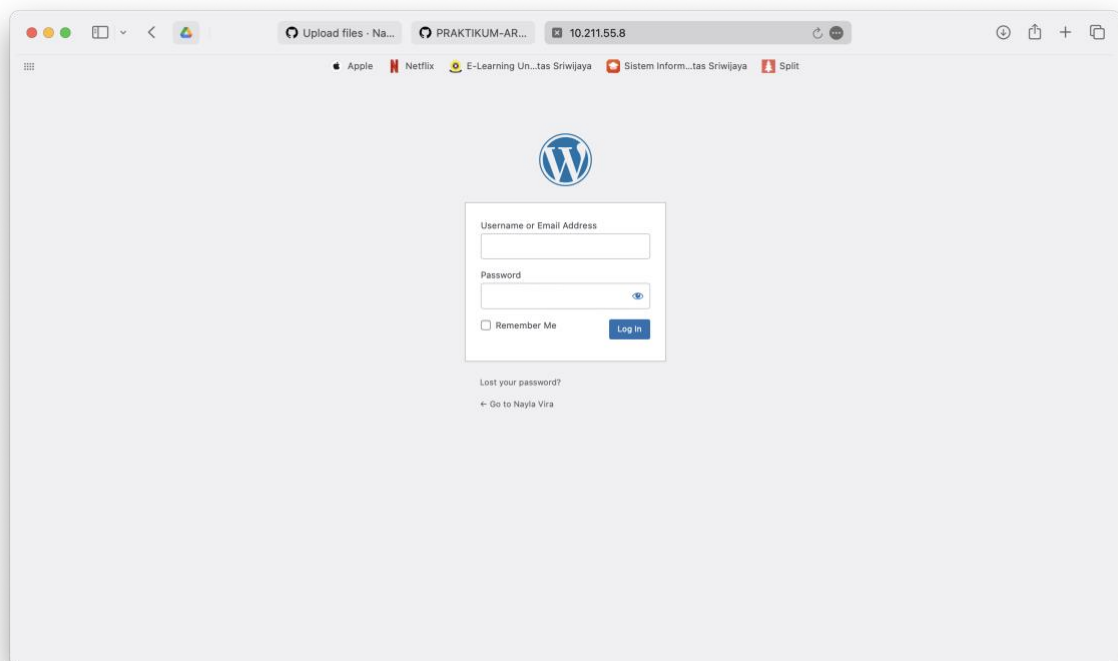 Upload files · Na... PRAKTIKUM-AR... 10.211.55.8
Apple Netflix E-Learning Un...tas Sriwijaya Sistem Inform...tas Sriwijaya Split
Username or Email Address
Password
Remember Me Log In
Lost your password?
← Go to Nayla Vira